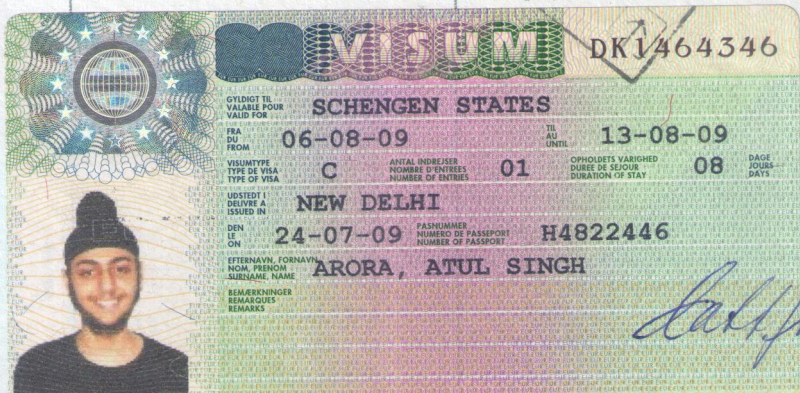 VISUM
DK1464346
GYLDIGT TIL
VALABLE POUR
VALID FOR
SCHENGEN STATES
FRA
DU
FROM
06-08-09
TIL
AU
UNTIL
13-08-09
VISUMTYPE
TYPE DE VISA
TYPE OF VISA
C
ANTAL INDREJSER
NOMBRE D'ENTREES
NUMBER OF ENTRIES
01
OPHOLDETS VARIGHED
DUREE DE SEJOUR
DURATION OF STAY
08
DAGE
JOURS
DAYS
UDSTEDT I
DELIVRE A
ISSUED IN
NEW DELHI
DEN
LE
ON
24-07-09
PASNUMMER
NUMERO DE PASSEPORT
NUMBER OF PASSPORT
H4822446
EFTERNAVN, FORNAVN
NOM, PRENOM
SURNAME, NAME
ARORA, ATUL SINGH
BEMÆRKNINGER
REMARQUES
REMARKS